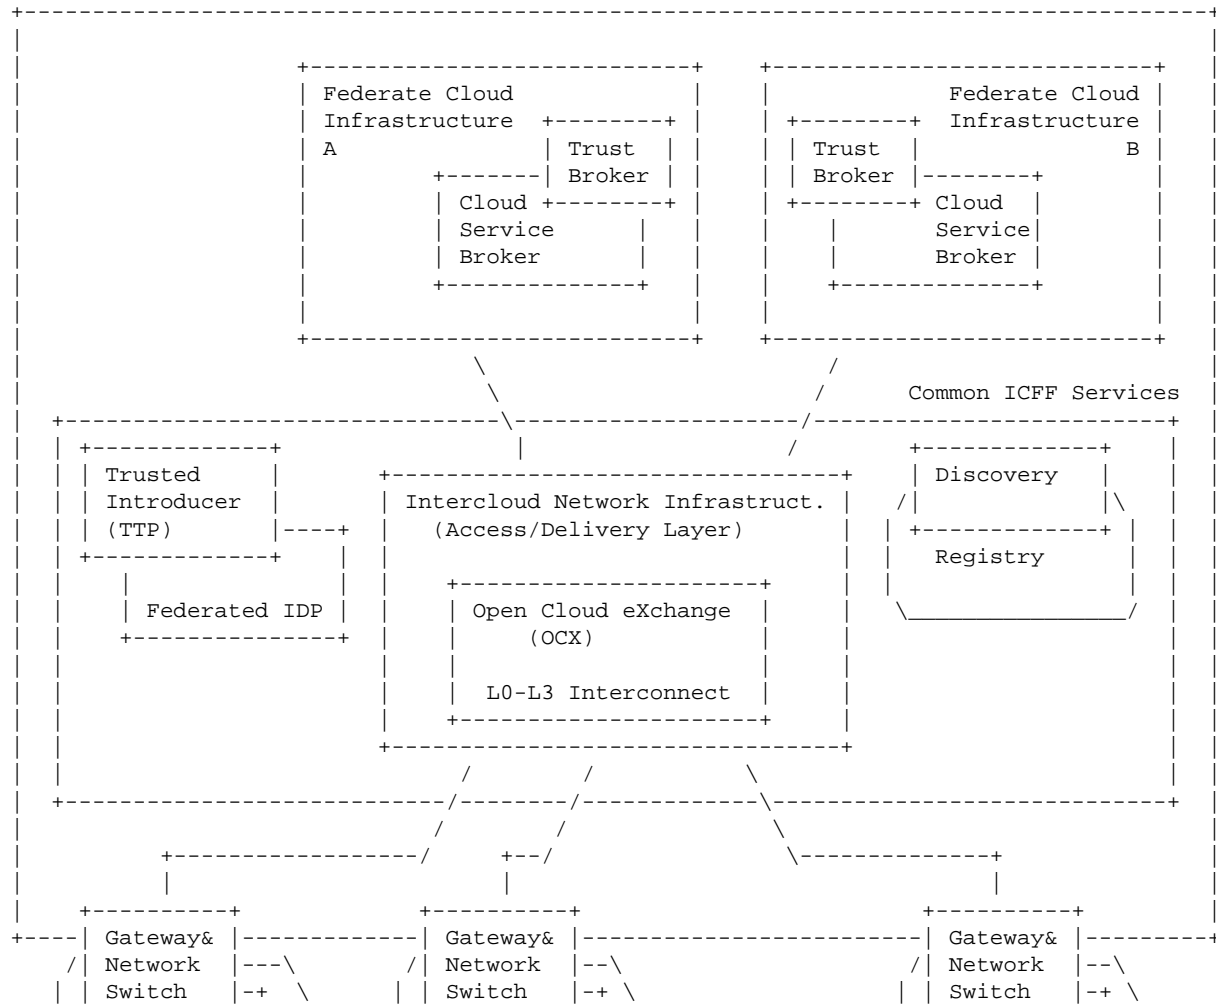 Federate Cloud
Infrastructure
A
Trust
Broker
Cloud
Service
Broker
Federate Cloud
Infrastructure
B
Trust
Broker
Cloud
Service
Broker
Common ICFF Services
Trusted
Introducer
(TTP)
Federated IDP
Intercloud Network Infrastruct.
(Access/Delivery Layer)
Open Cloud eXchange
(OCX)
L0-L3 Interconnect
Discovery
Registry
Gateway&
Network
Switch
Gateway&
Network
Switch
Gateway&
Network
Switch